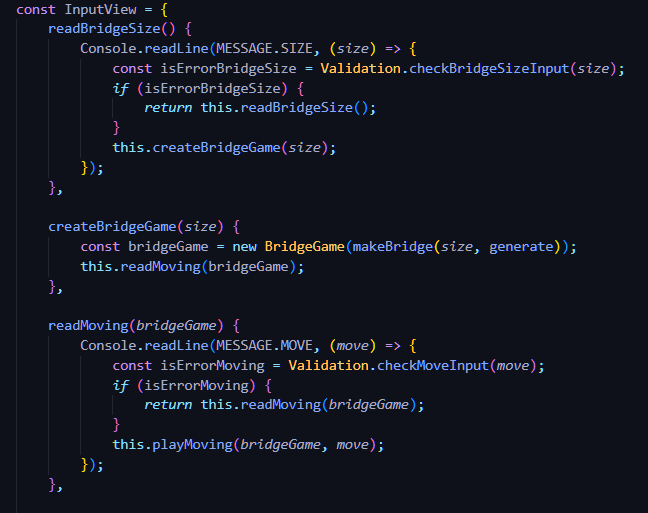 const InputView = {
    readBridgeSize() {
        Console.readLine(MESSAGE.SIZE, (size) => {
            const isErrorBridgeSize = Validation.checkBridgeSizeInput(size);
            if (isErrorBridgeSize) {
                return this.readBridgeSize();
            }
            this.createBridgeGame(size);
        });
    },

    createBridgeGame(size) {
        const bridgeGame = new BridgeGame(makeBridge(size, generate));
        this.readMoving(bridgeGame);
    },

    readMoving(bridgeGame) {
        Console.readLine(MESSAGE.MOVE, (move) => {
            const isErrorMoving = Validation.checkMoveInput(move);
            if (isErrorMoving) {
                return this.readMoving(bridgeGame);
            }
            this.playMoving(bridgeGame, move);
        });
    },